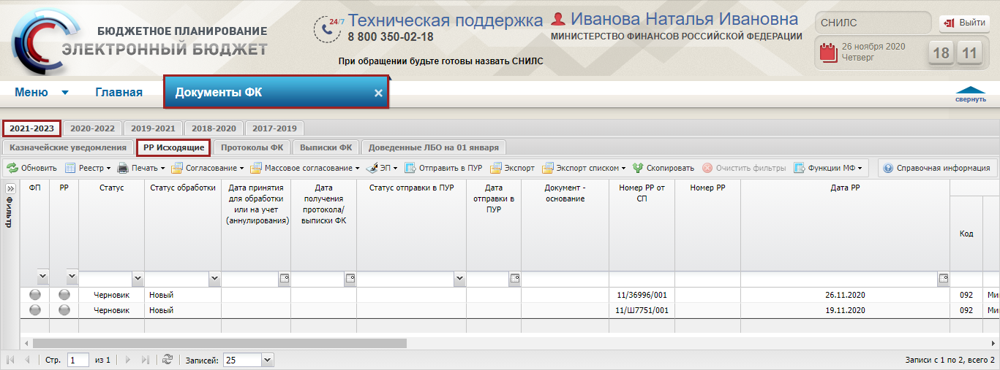 БЮДЖЕТНОЕ ПЛАНИРОВАНИЕ
ЭЛЕКТРОННЫЙ БЮДЖЕТ
24/7 Техническая поддержка
8 800 350-02-18
При обращении будьте готовы назвать СНИЛС
Иванова Наталья Ивановна
МИНИСТЕРСТВО ФИНАНСОВ РОССИЙСКОЙ ФЕДЕРАЦИИ
СНИЛС
Выйти
26 ноября 2020
Четверг
18 11
Меню Главная Документы ФК
свернуть
2021-2023 2020-2022 2019-2021 2018-2020 2017-2019
Казначейские уведомления РР Исходящие Протоколы ФК Выписки ФК Доведенные ЛБО на 01 января
Обновить Реестр Печать Согласование Массовое согласование ЭП Отправить в ПУР Экспорт Экспорт списком Скопировать Очистить фильтры Функции МФ Справочная информация
Фильтр
ФП
РР
Статус
Статус обработки
Дата принятия
для обработки
или на учет
(аннулирования)
Дата
получения
протокола/
выписки ФК
Статус отправки в ПУР
Дата
отправки в
ПУР
Документ -
основание
Номер РР от
СП
Номер РР
Дата РР
Код
Черновик Новый 11/36996/001 26.11.2020 092 Ми
Черновик Новый 11/Ш7751/001 19.11.2020 092 Ми
Стр. 1 из 1 Записей: 25 Записи с 1 по 2, всего 2